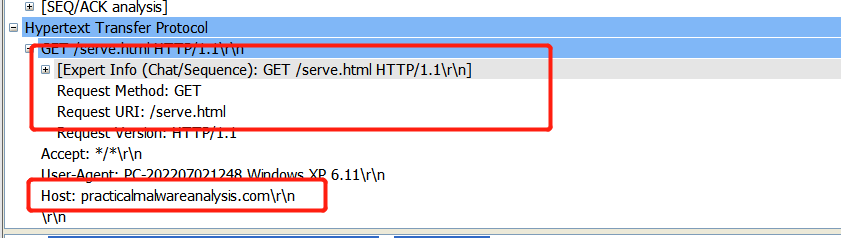 [SEQ/ACK analysis]
Hypertext Transfer Protocol
GET /serve.html HTTP/1.1\r\n
[Expert Info (Chat/Sequence): GET /serve.html HTTP/1.1\r\n]
Request Method: GET
Request URI: /serve.html
Request Version: HTTP/1.1
Accept: */*\r\n
User-Agent: PC-202207021248 Windows XP 6.11\r\n
Host: practicalmalwareanalysis.com\r\n
\r\n